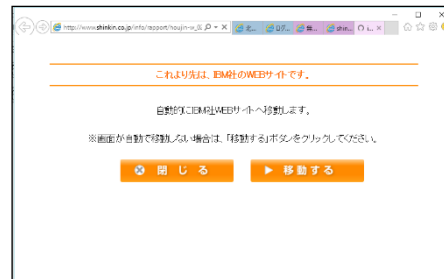 http://www.shinkin.co.jp/info/rapport/houjin-w_0(
これより先は、IBM社のWEBサイトです。
自動的にIBM社WEBサイトへ移動します。
※画面が自動で移動しない場合は、「移動する」ボタンをクリックしてください。
閉じる
移動する